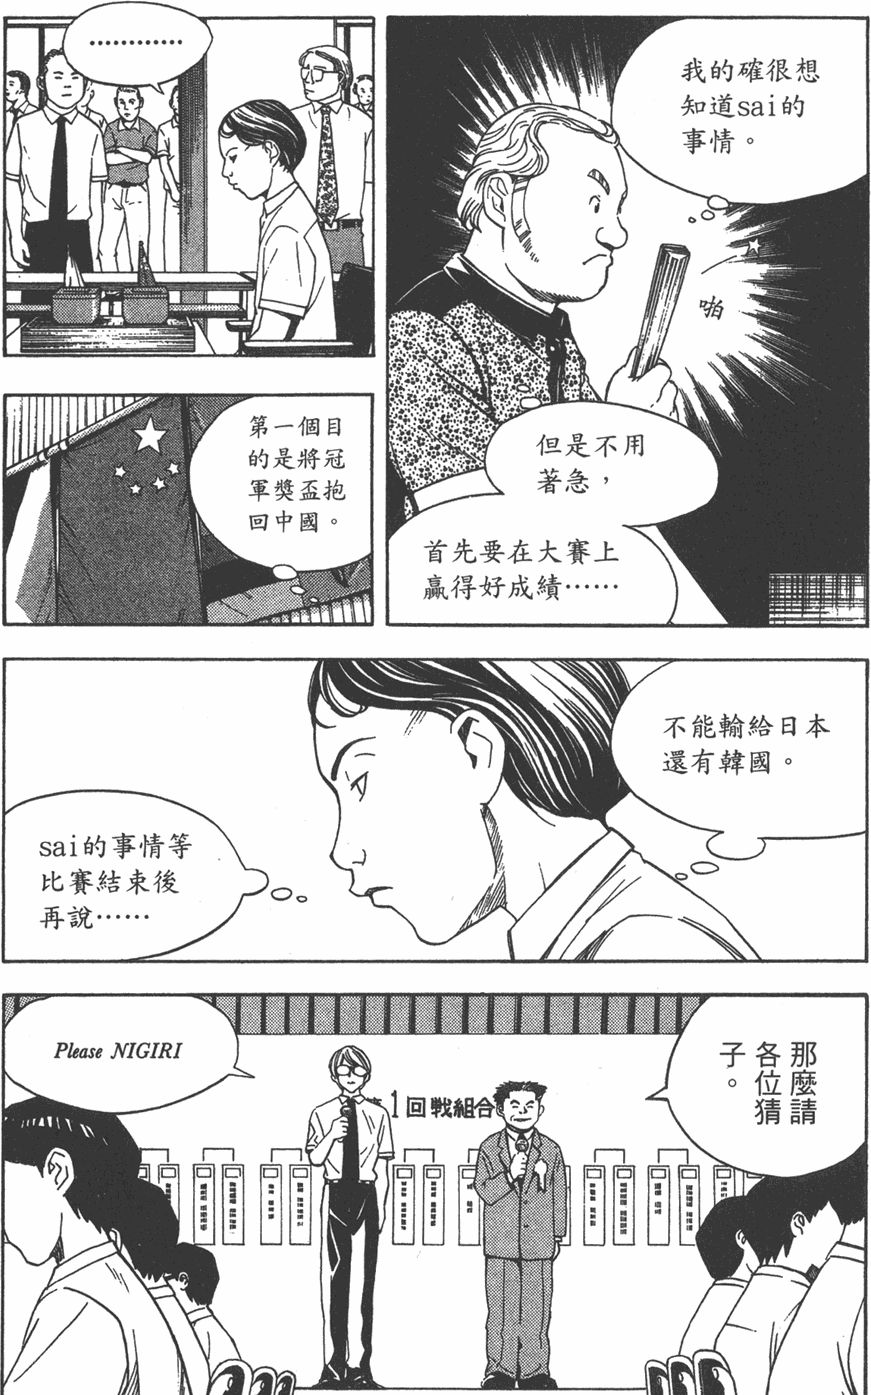 我的確很想
知道sai的
事情。
啪
但是不用
著急，
首先要在大賽上
贏得好成績……
…………
第一個目
的是將冠
軍獎盃抱
回中國。
不能輸給日本
還有韓國。
sai的事情等
比賽結束後
再說……
那麼請
各位猜
子。
Please NIGIRI
1回戦組合